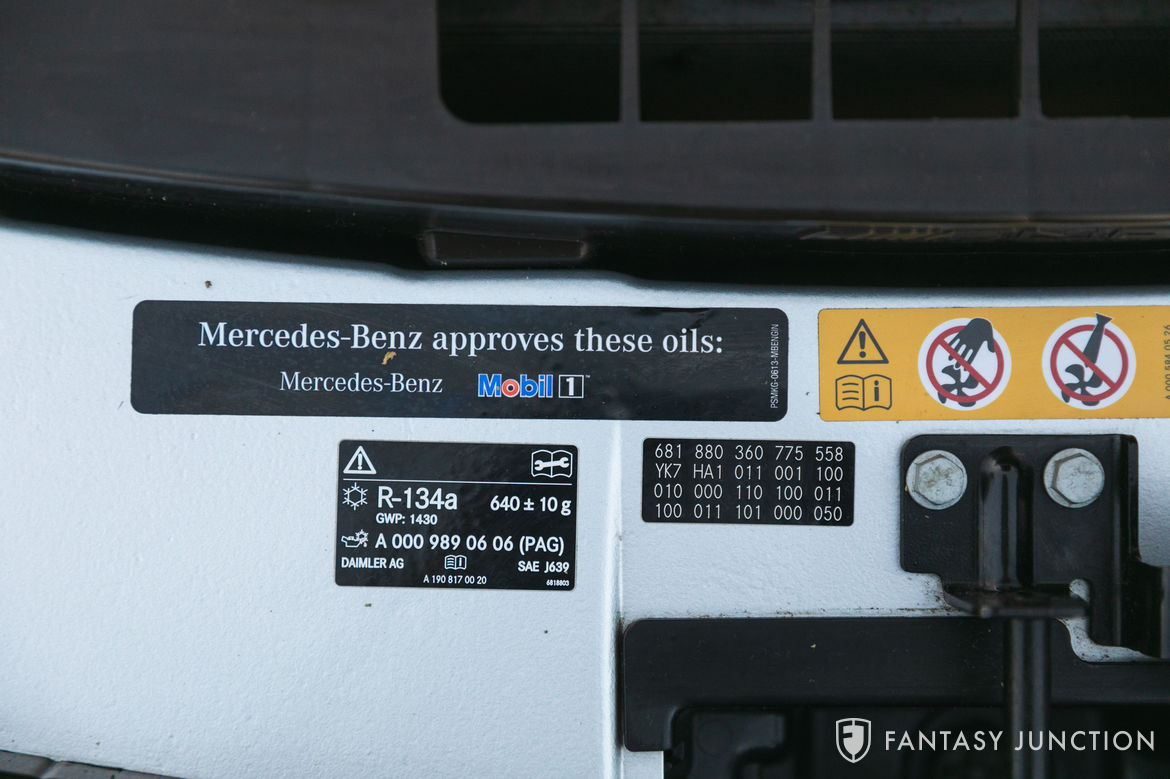 Mercedes-Benz approves these oils:
Mercedes-Benz Mobil 1™
PSMKG-0613-MBENGIN
R-134a 640 ± 10 g
GWP: 1430
A 000 989 06 06 (PAG)
DAIMLER AG SAE J639
A 190 817 00 20 6818803
681 880 360 775 558
YK7 HA1 011 001 100
010 000 110 100 011
100 011 101 000 050
FANTASY JUNCTION